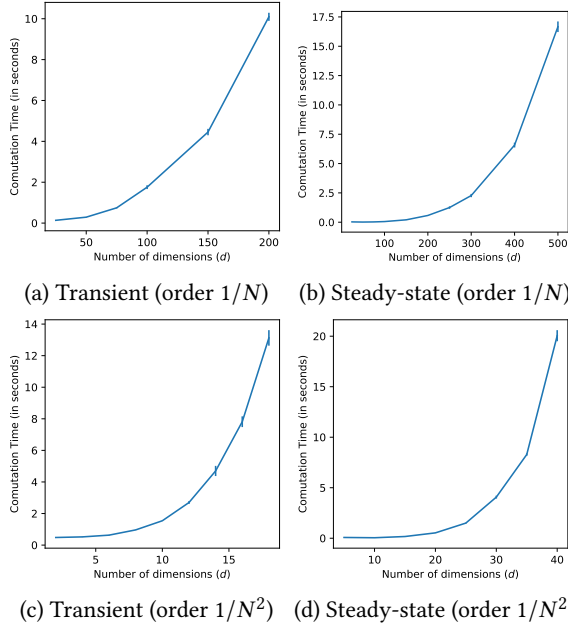 10
8
6
4
2
0
Comutation Time (in seconds)
50 100 150 200
Number of dimensions (d)
(a) Transient (order 1/N)
17.5
15.0
12.5
10.0
7.5
5.0
2.5
0.0
Comutation Time (in seconds)
100 200 300 400 500
Number of dimensions (d)
(b) Steady-state (order 1/N)
14
12
10
8
6
4
2
0
Comutation Time (in seconds)
5 10 15
Number of dimensions (d)
(c) Transient (order 1/N²)
20
15
10
5
0
Comutation Time (in seconds)
10 20 30 40
Number of dimensions (d)
(d) Steady-state (order 1/N²